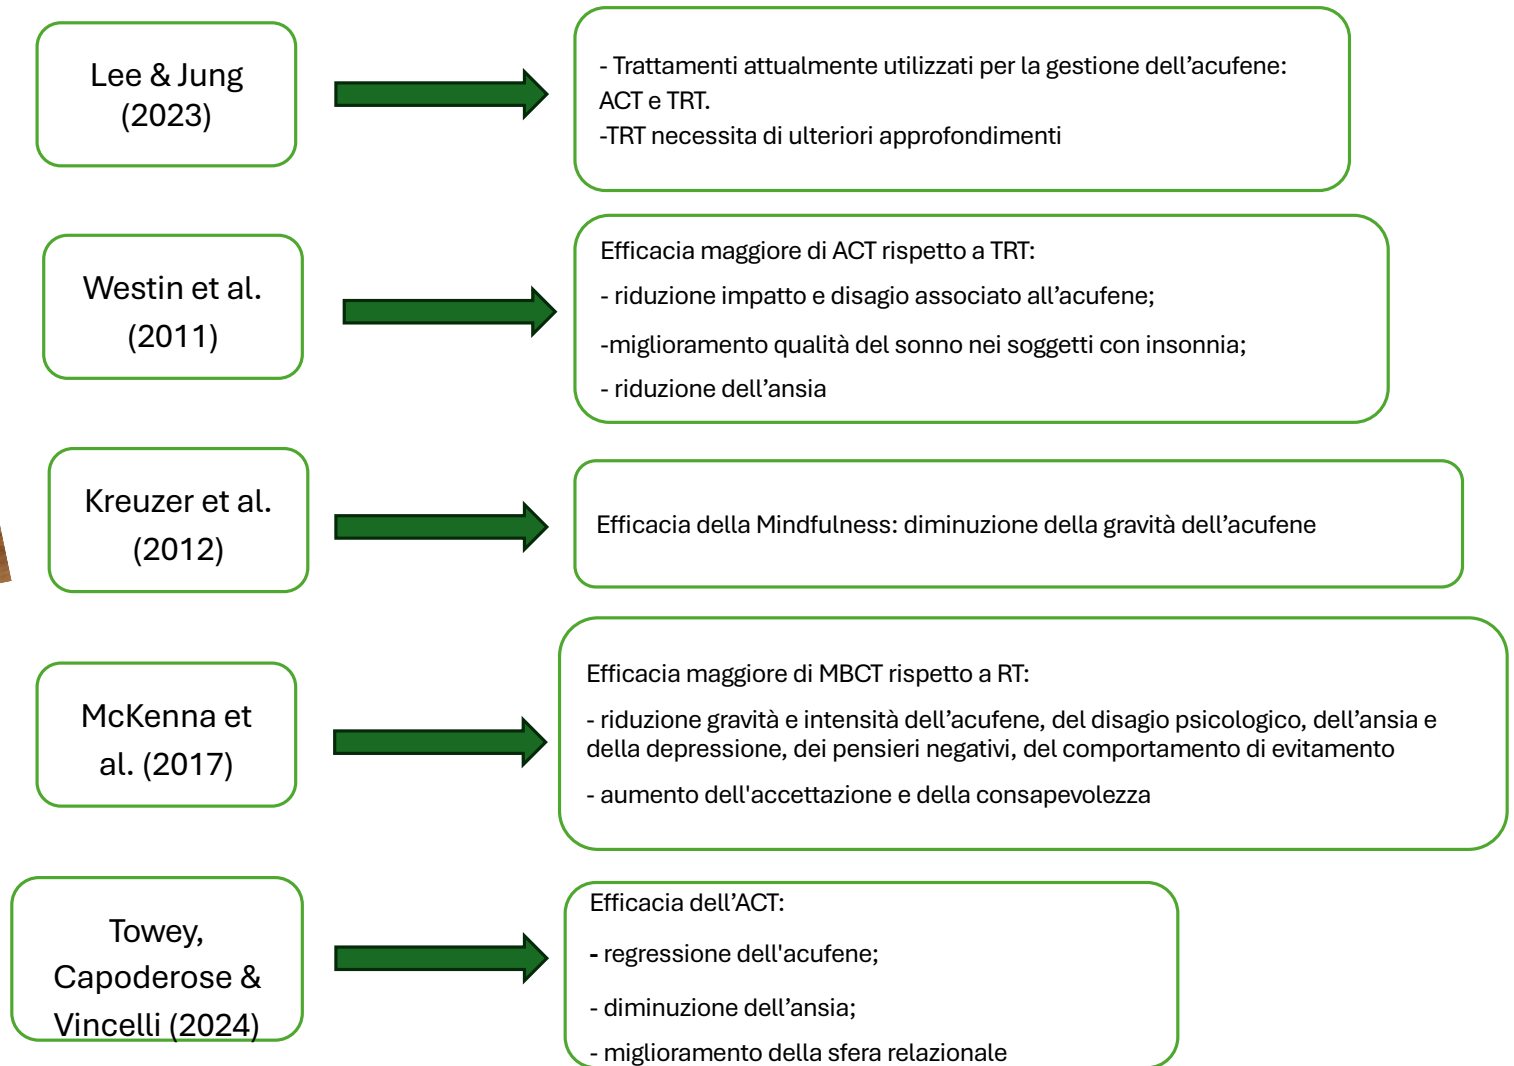 Lee & Jung
(2023)
- Trattamenti attualmente utilizzati per la gestione dell’acufene:
ACT e TRT.
-TRT necessita di ulteriori approfondimenti
Westin et al.
(2011)
Efficacia maggiore di ACT rispetto a TRT:
- riduzione impatto e disagio associato all’acufene;
-miglioramento qualità del sonno nei soggetti con insonnia;
- riduzione dell’ansia
Kreuzer et al.
(2012)
Efficacia della Mindfulness: diminuzione della gravità dell’acufene
McKenna et
al. (2017)
Efficacia maggiore di MBCT rispetto a RT:
- riduzione gravità e intensità dell’acufene, del disagio psicologico, dell’ansia e
della depressione, dei pensieri negativi, del comportamento di evitamento
- aumento dell'accettazione e della consapevolezza
Towey,
Capoderose &
Vincelli (2024)
Efficacia dell’ACT:
- regressione dell'acufene;
- diminuzione dell’ansia;
- miglioramento della sfera relazionale